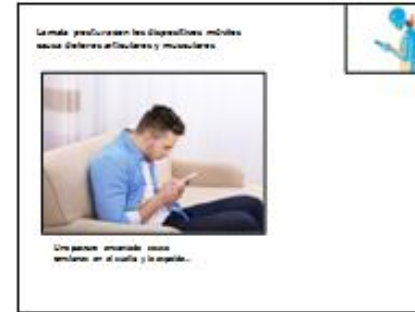 La mala postura con los dispositivos móviles
causa dolores articulares y musculares
Una postura encorvada causa
tensiones en el cuello y la espalda..